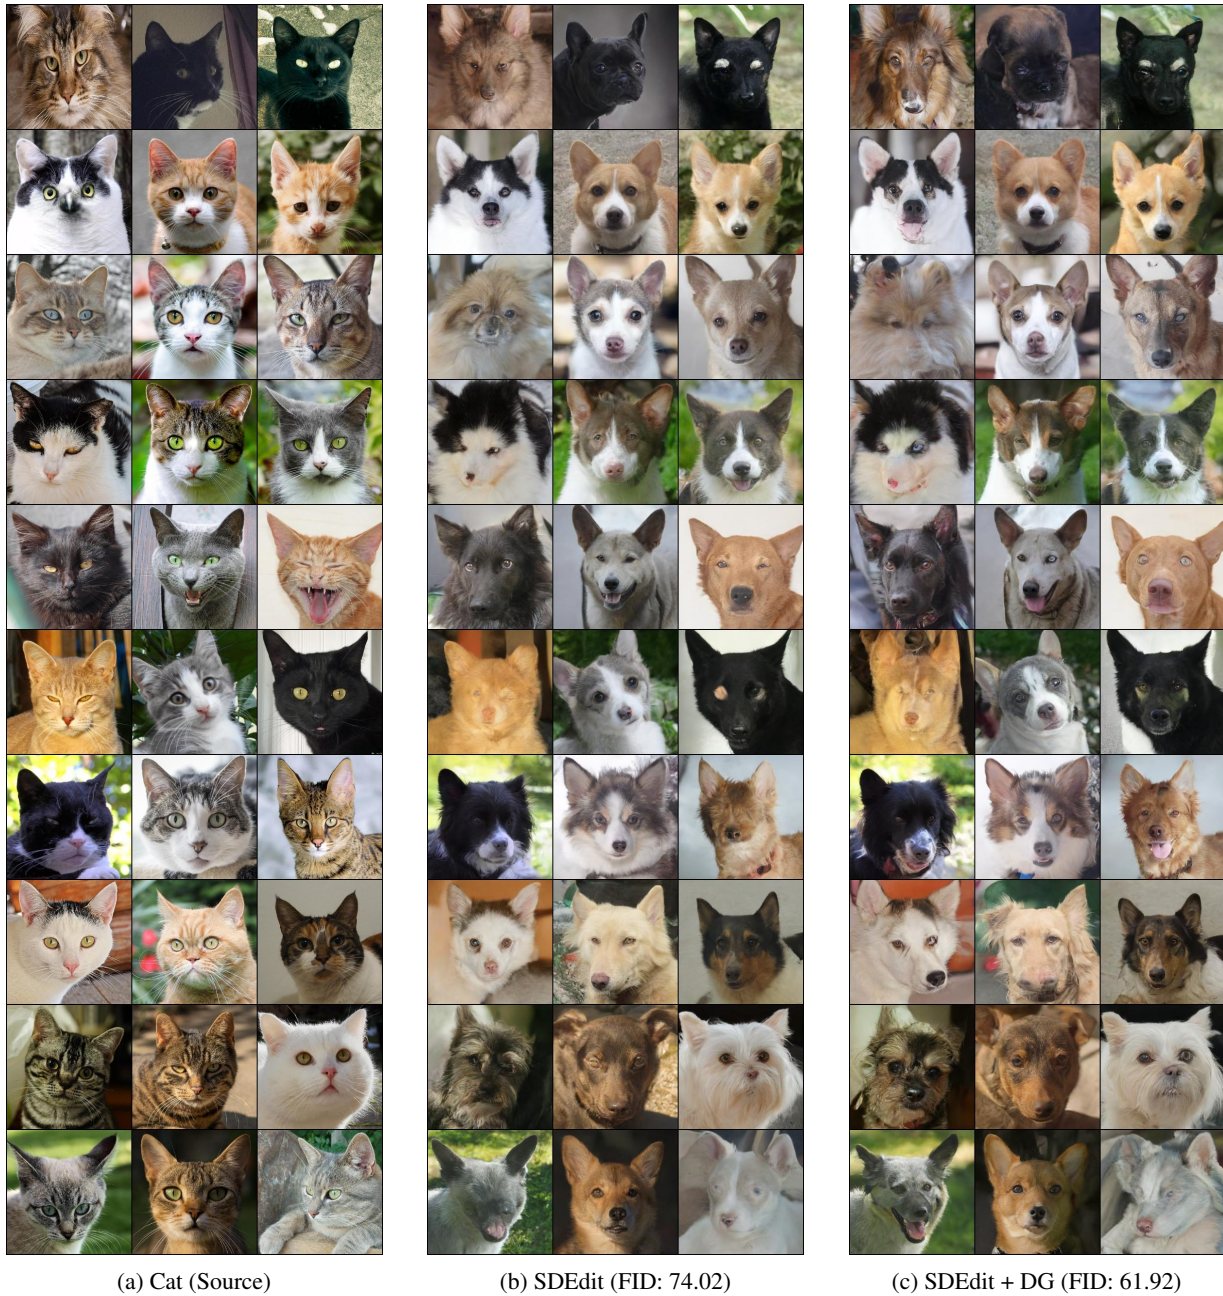 (a) Cat (Source)
(b) SDEdit (FID: 74.02)
(c) SDEdit + DG (FID: 61.92)